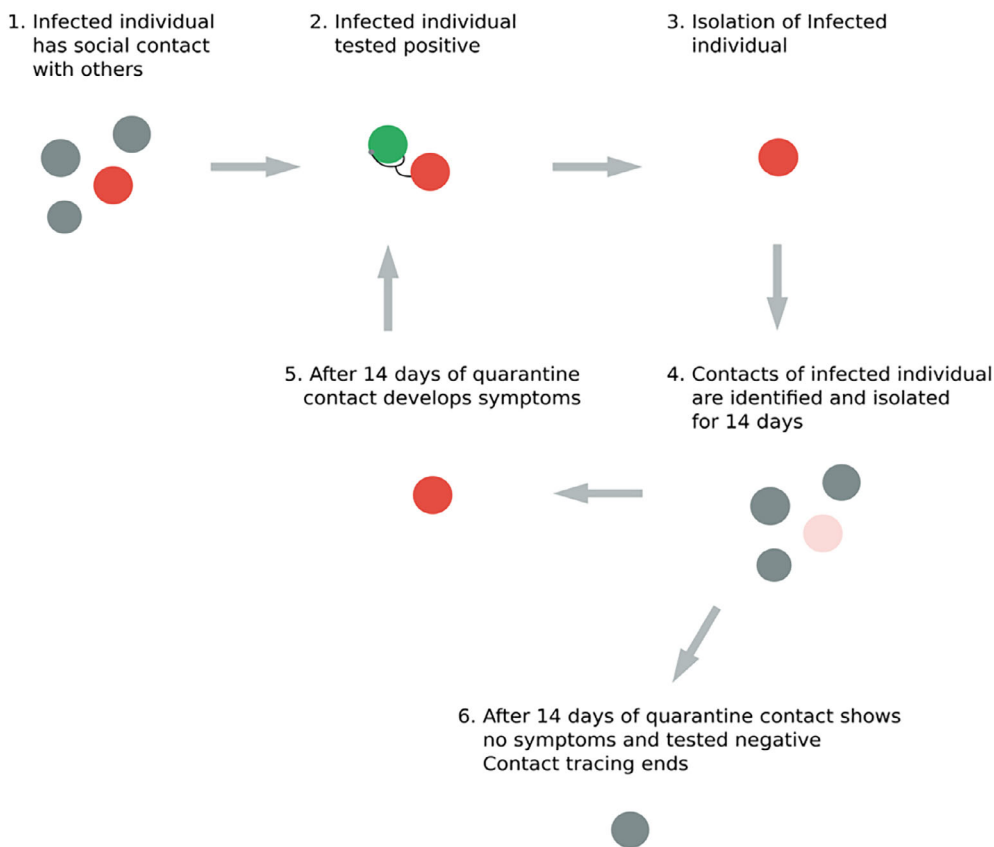 1. Infected individual
has social contact
with others
2. Infected individual
tested positive
3. Isolation of Infected
individual
5. After 14 days of quarantine
contact develops symptoms
4. Contacts of infected individual
are identified and isolated
for 14 days
6. After 14 days of quarantine contact shows
no symptoms and tested negative
Contact tracing ends